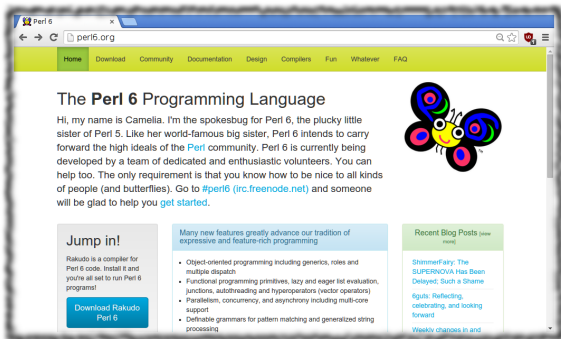 Perl 6
perl6.org
Home Download Community Documentation Design Compilers Fun Whatever FAQ
The Perl 6 Programming Language
Hi, my name is Camelia. I'm the spokesbug for Perl 6, the plucky little
sister of Perl 5. Like her world-famous big sister, Perl 6 intends to carry
forward the high ideals of the Perl community. Perl 6 is currently being
developed by a team of dedicated and enthusiastic volunteers. You can
help too. The only requirement is that you know how to be nice to all kinds
of people (and butterflies). Go to #perl6 (irc.freenode.net) and someone
will be glad to help you get started.
Jump in!
Rakudo is a compiler for
Perl 6 code. Install it and
you're all set to run Perl 6
programs!
Download Rakudo
Perl 6
Many new features greatly advance our tradition of
expressive and feature-rich programming
• Object-oriented programming including generics, roles and
multiple dispatch
• Functional programming primitives, lazy and eager list evaluation,
junctions, autothreading and hyperoperators (vector operators)
• Parallelism, concurrency, and asynchrony including multi-core
support
• Definable grammars for pattern matching and generalized string
processing
Recent Blog Posts [view
more]
ShimmerFairy: The
SUPERNOVA Has Been
Delayed; Such a Shame
6guts: Reflecting,
celebrating, and looking
forward
Weekly changes in and